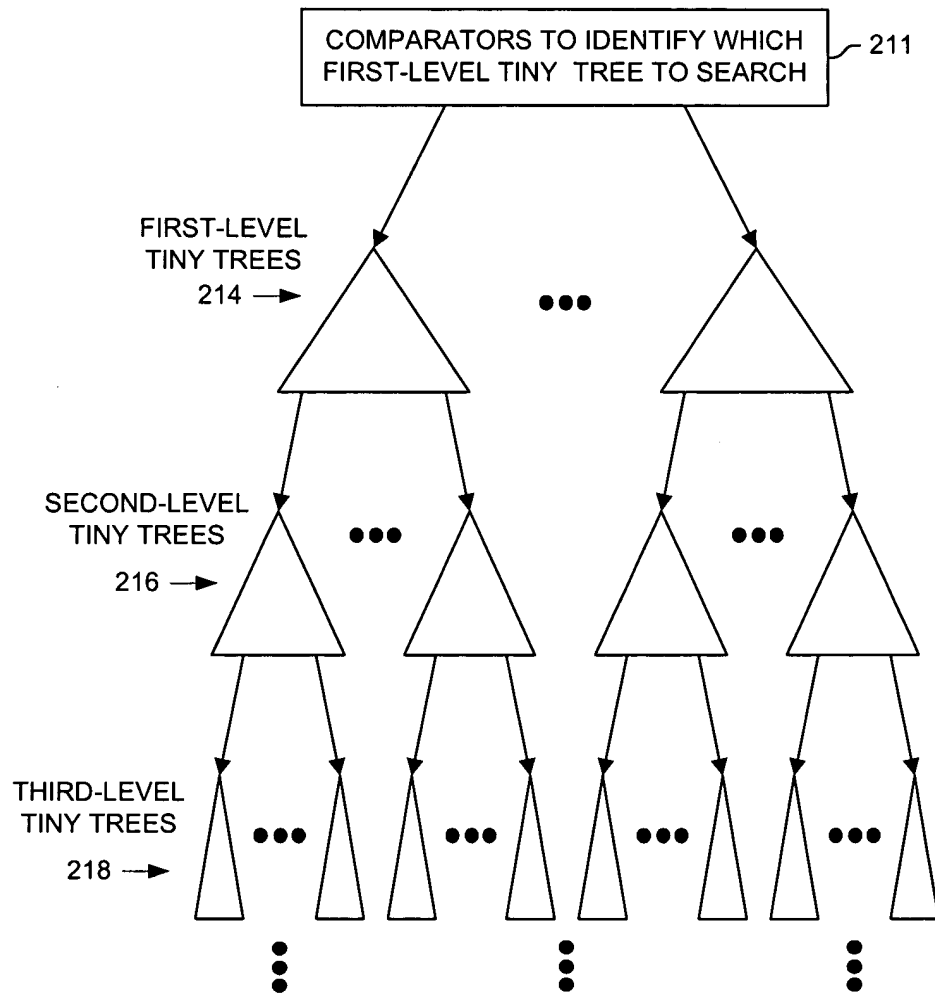 COMPARATORS TO IDENTIFY WHICH
FIRST-LEVEL TINY TREE TO SEARCH
211
FIRST-LEVEL
TINY TREES
214
SECOND-LEVEL
TINY TREES
216
THIRD-LEVEL
TINY TREES
218